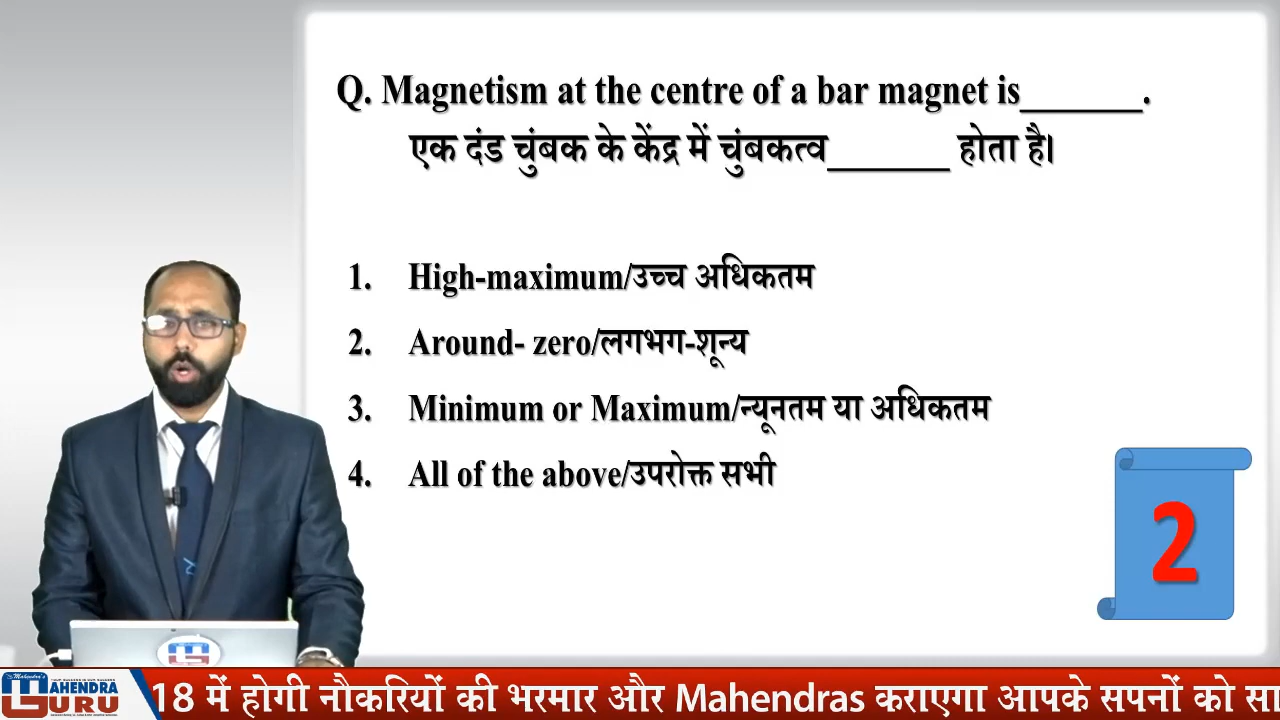 Q. Magnetism at the centre of a bar magnet is_______.
एक दंड चुंबक के केंद्र में चुंबकत्व_______ होता है।
1. High-maximum/उच्च अधिकतम
2. Around- zero/लगभग-शून्य
3. Minimum or Maximum/न्यूनतम या अधिकतम
4. All of the above/उपरोक्त सभी
2
Mahendra's
MAHENDRA
GURU
18 में होगी नौकरियों की भरमार और Mahendras कराएगा आपके सपनों को सा